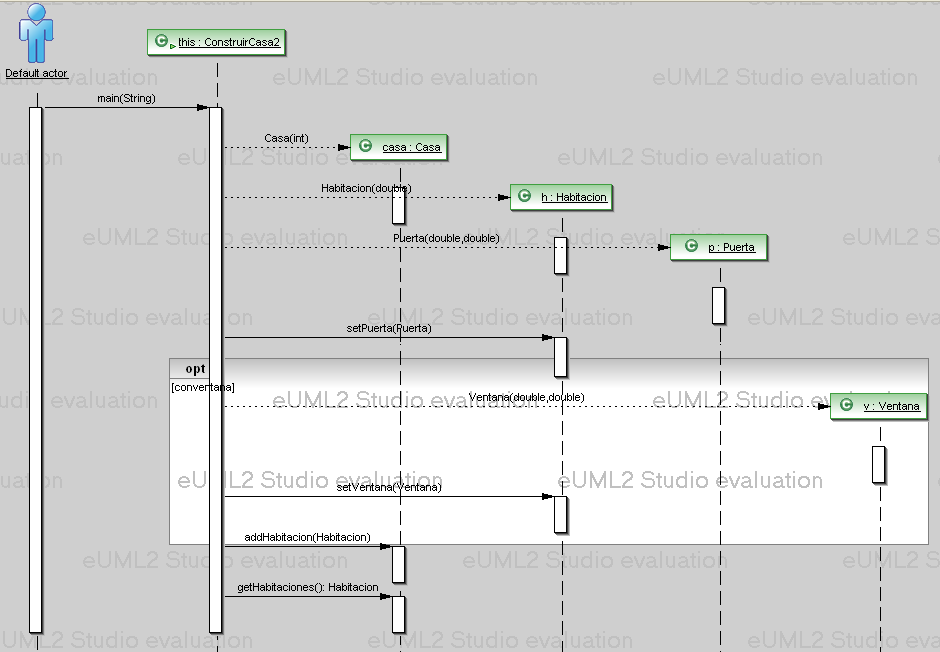 this : ConstruirCasa2
Default actor
main(String)
Casa(int)
casa : Casa
Habitacion(double)
h : Habitacion
Puerta(double,double)
p : Puerta
setPuerta(Puerta)
opt
[conventana]
Ventana(double,double)
v : Ventana
setVentana(Ventana)
addHabitacion(Habitacion)
getHabitaciones(): Habitacion
eUML2 Studio evaluation